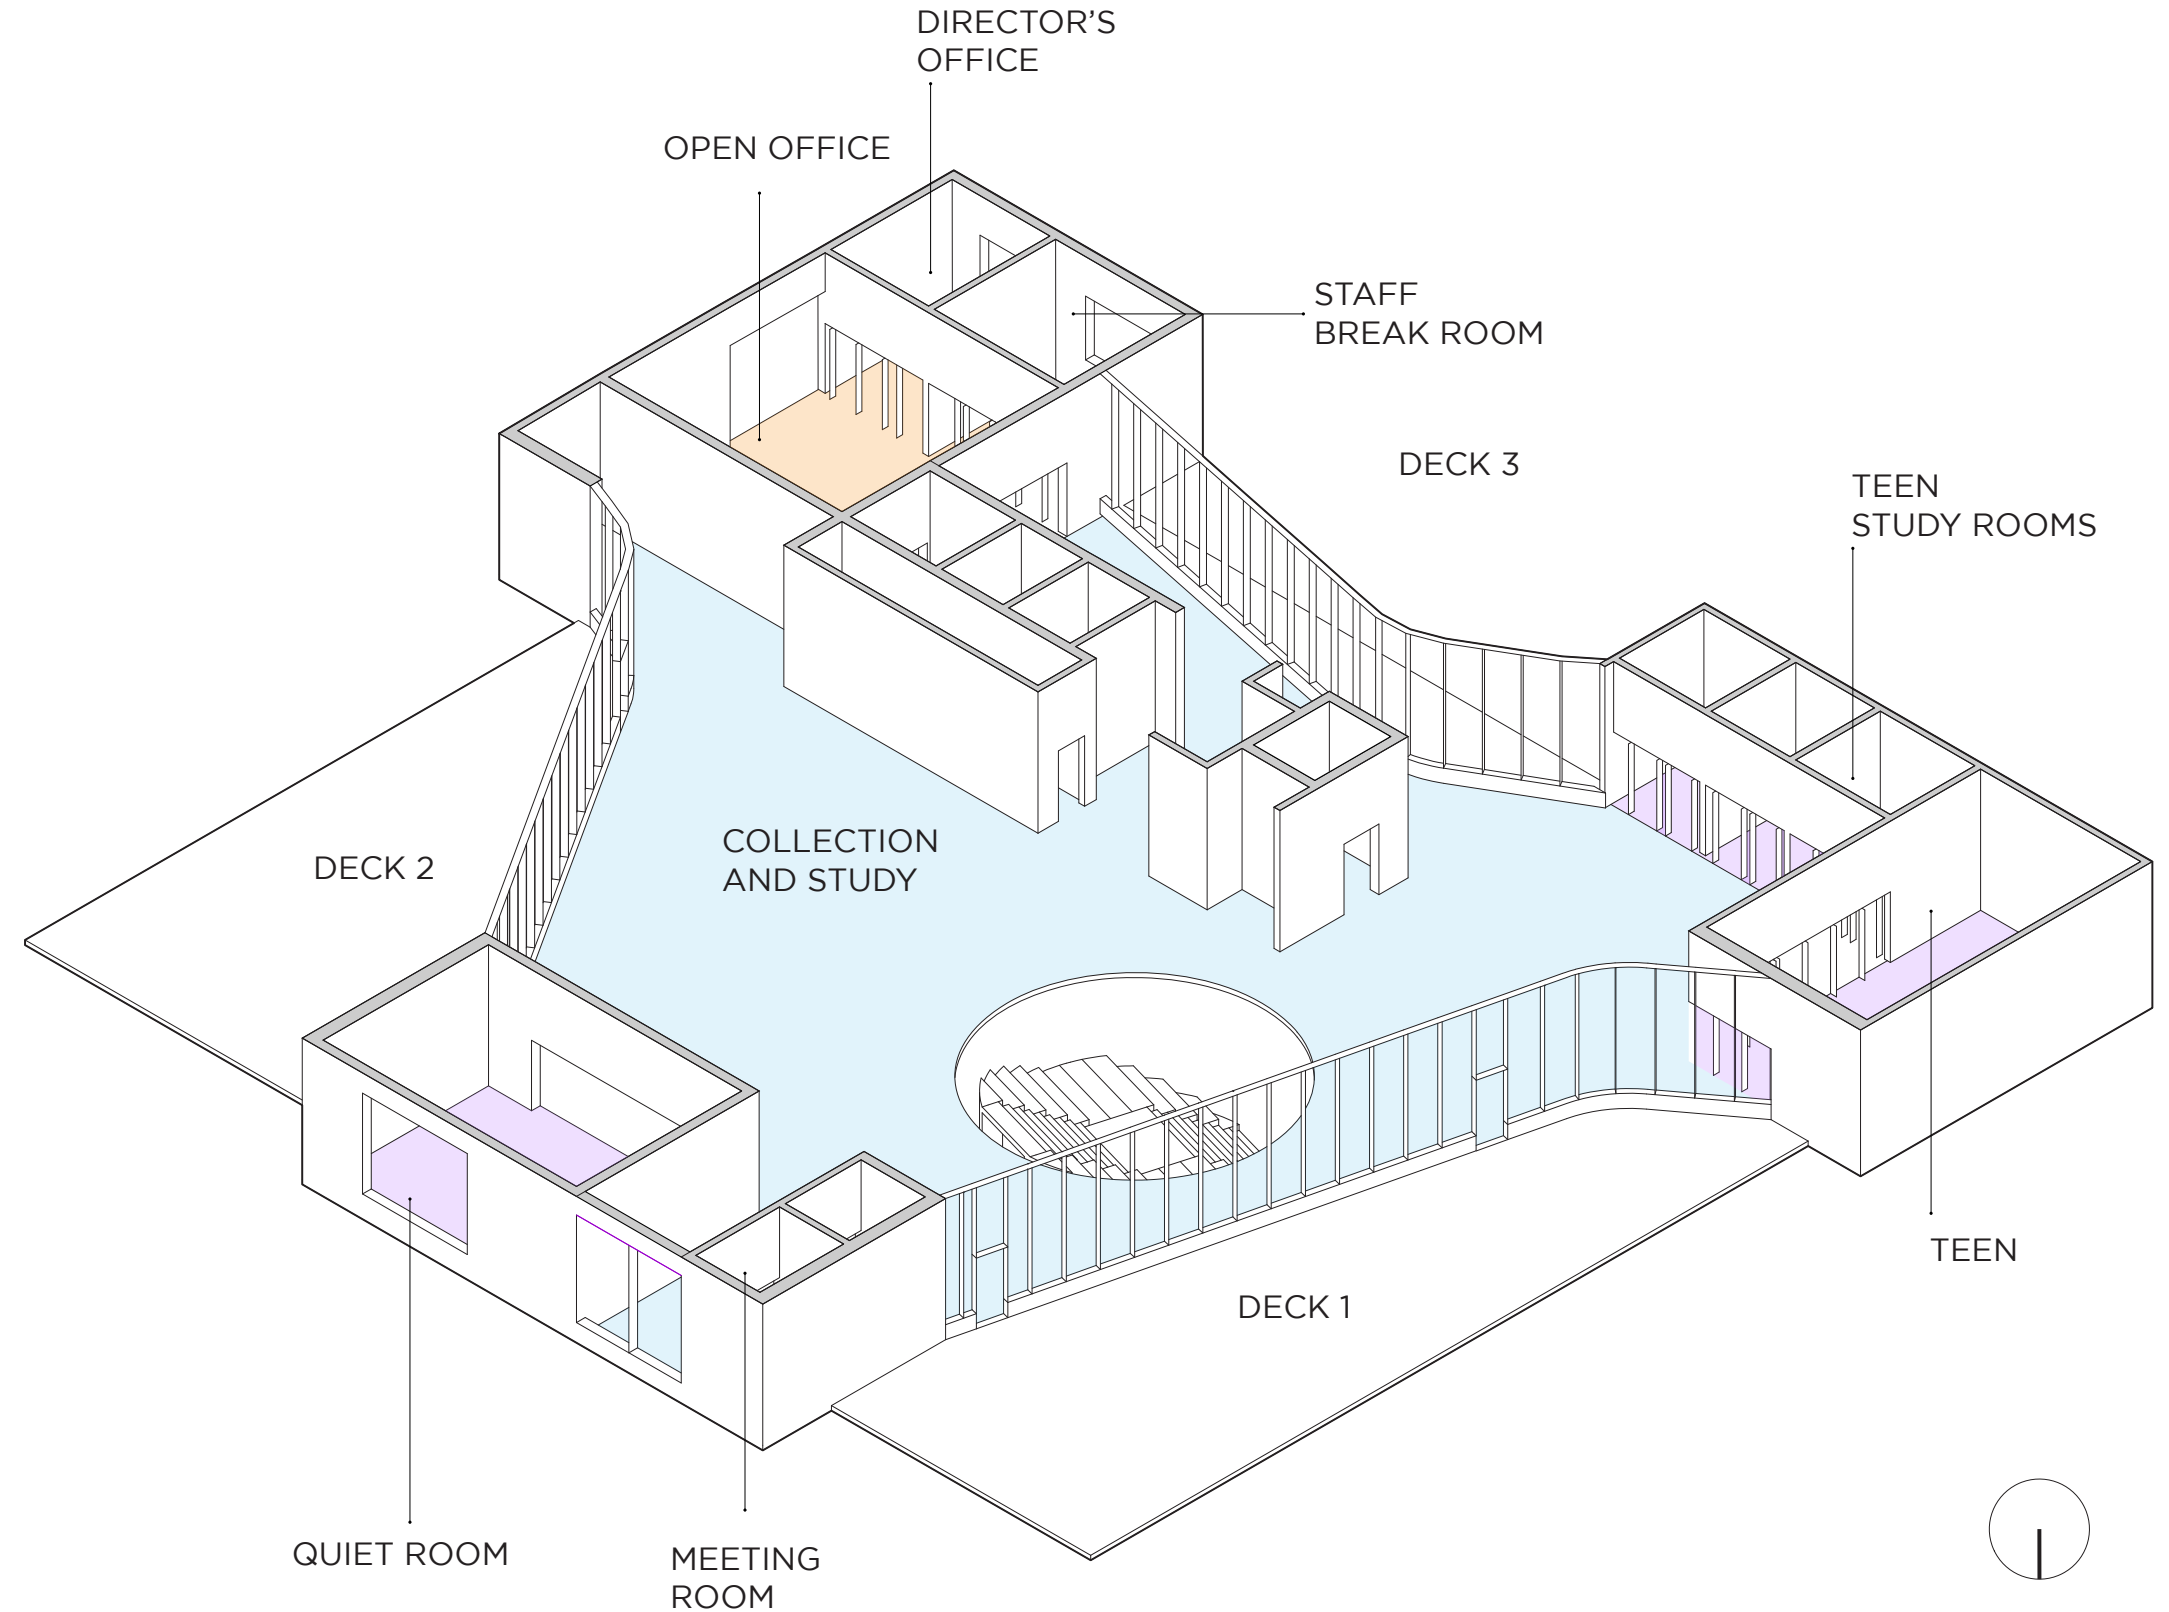 DIRECTOR’S
OFFICE
OPEN OFFICE
STAFF
BREAK ROOM
DECK 3
TEEN
STUDY ROOMS
COLLECTION
AND STUDY
DECK 2
TEEN
DECK 1
QUIET ROOM
MEETING
ROOM